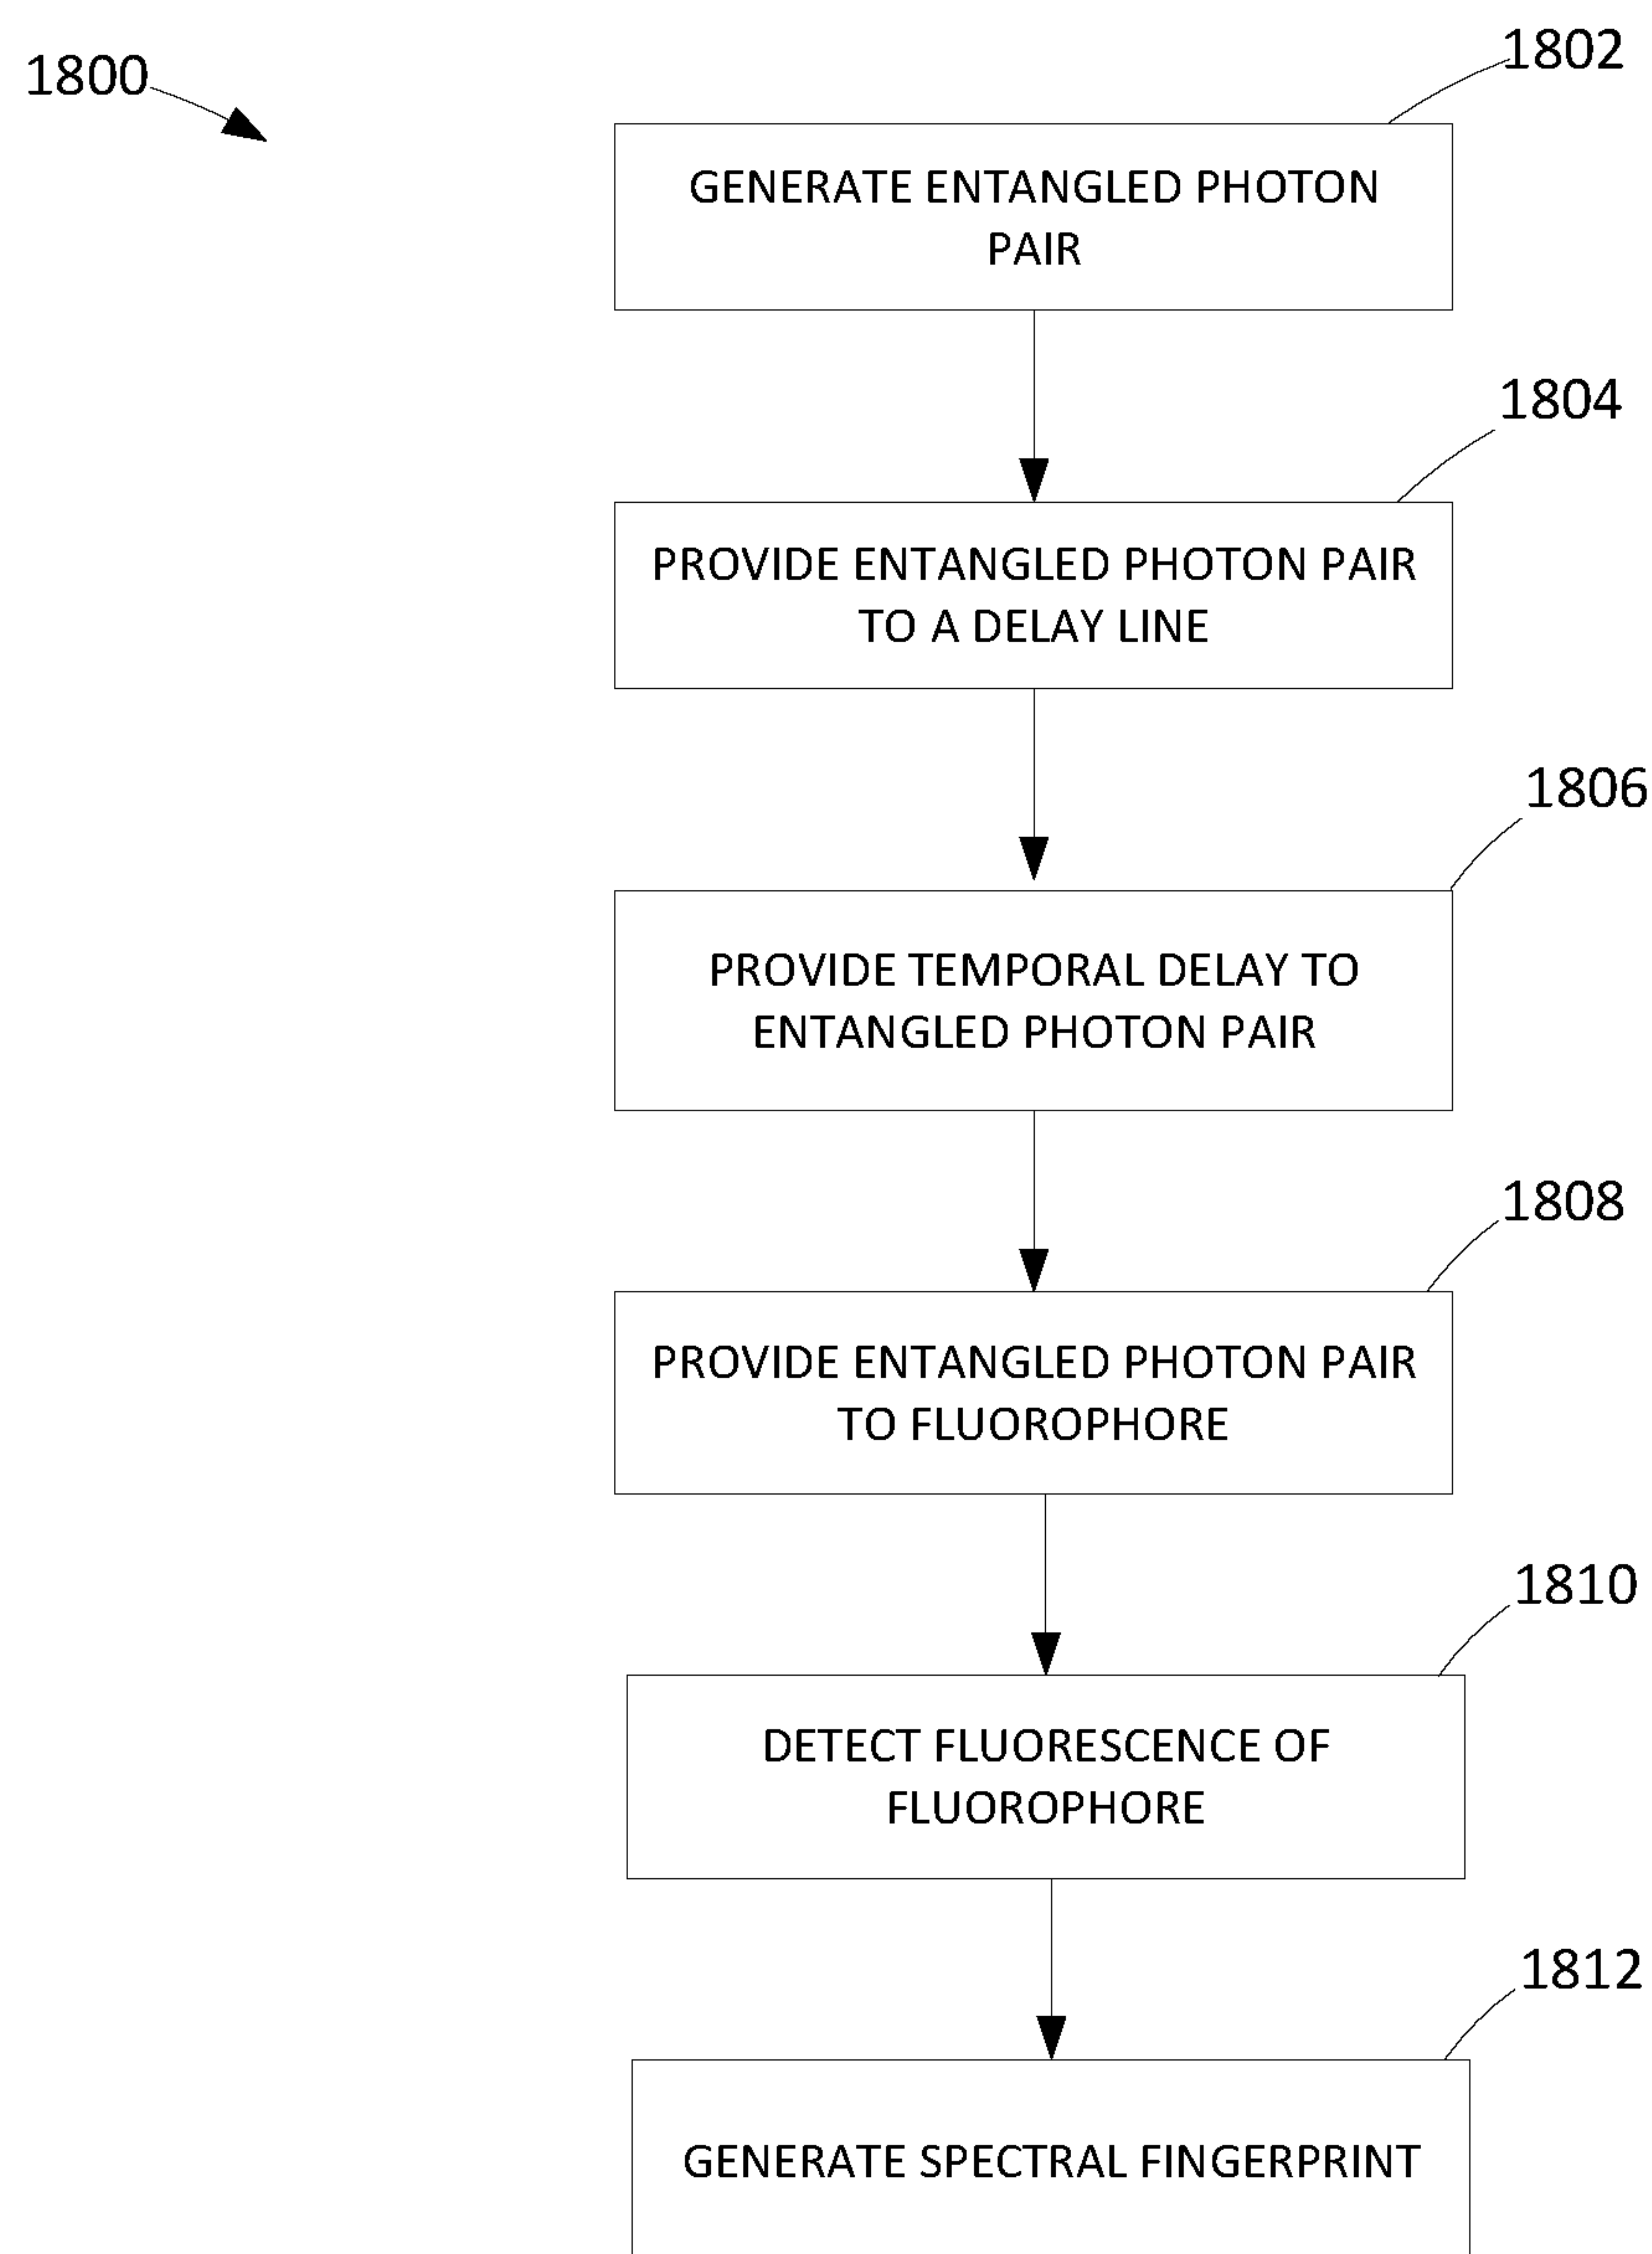 1800
1802
GENERATE ENTANGLED PHOTON
PAIR
1804
PROVIDE ENTANGLED PHOTON PAIR
TO A DELAY LINE
1806
PROVIDE TEMPORAL DELAY TO
ENTANGLED PHOTON PAIR
1808
PROVIDE ENTANGLED PHOTON PAIR
TO FLUOROPHORE
1810
DETECT FLUORESCENCE OF
FLUOROPHORE
1812
GENERATE SPECTRAL FINGERPRINT